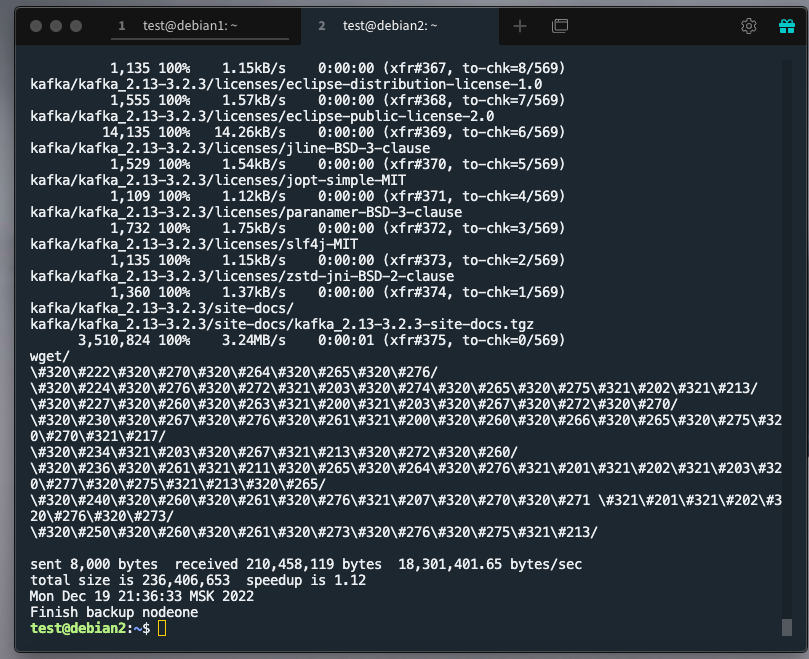 1 test@debian1: ~
2 test@debian2: ~
1,135 100% 1.15kB/s 0:00:00 (xfr#367, to-chk=8/569)
kafka/kafka_2.13-3.2.3/licenses/eclipse-distribution-license-1.0
1,555 100% 1.57kB/s 0:00:00 (xfr#368, to-chk=7/569)
kafka/kafka_2.13-3.2.3/licenses/eclipse-public-license-2.0
14,135 100% 14.26kB/s 0:00:00 (xfr#369, to-chk=6/569)
kafka/kafka_2.13-3.2.3/licenses/jline-BSD-3-clause
1,529 100% 1.54kB/s 0:00:00 (xfr#370, to-chk=5/569)
kafka/kafka_2.13-3.2.3/licenses/jopt-simple-MIT
1,109 100% 1.12kB/s 0:00:00 (xfr#371, to-chk=4/569)
kafka/kafka_2.13-3.2.3/licenses/paranamer-BSD-3-clause
1,732 100% 1.75kB/s 0:00:00 (xfr#372, to-chk=3/569)
kafka/kafka_2.13-3.2.3/licenses/slf4j-MIT
1,135 100% 1.15kB/s 0:00:00 (xfr#373, to-chk=2/569)
kafka/kafka_2.13-3.2.3/licenses/zstd-jni-BSD-2-clause
1,360 100% 1.37kB/s 0:00:00 (xfr#374, to-chk=1/569)
kafka/kafka_2.13-3.2.3/site-docs/
kafka/kafka_2.13-3.2.3/site-docs/kafka_2.13-3.2.3-site-docs.tgz
3,510,824 100% 3.24MB/s 0:00:01 (xfr#375, to-chk=0/569)
wget/
\#320\#222\#320\#270\#320\#264\#320\#265\#320\#276/
\#320\#224\#320\#276\#320\#272\#321\#203\#320\#274\#320\#265\#320\#275\#321\#202\#321\#213/
\#320\#227\#320\#260\#320\#263\#321\#200\#321\#203\#320\#267\#320\#272\#320\#270/
\#320\#230\#320\#267\#320\#276\#320\#261\#321\#200\#320\#260\#320\#266\#320\#265\#320\#275\#32
0\#270\#321\#217/
\#320\#234\#321\#203\#320\#267\#321\#213\#320\#272\#320\#260/
\#320\#236\#320\#261\#321\#211\#320\#265\#320\#264\#320\#276\#321\#201\#321\#202\#321\#203\#32
0\#277\#320\#275\#321\#213\#320\#265/
\#320\#240\#320\#260\#320\#261\#320\#276\#321\#207\#320\#270\#320\#271 \#321\#201\#321\#202\#3
20\#276\#320\#273/
\#320\#250\#320\#260\#320\#261\#320\#273\#320\#276\#320\#275\#321\#213/
sent 8,000 bytes received 210,458,119 bytes 18,301,401.65 bytes/sec
total size is 236,406,653 speedup is 1.12
Mon Dec 19 21:36:33 MSK 2022
Finish backup nodeone
test@debian2:~$